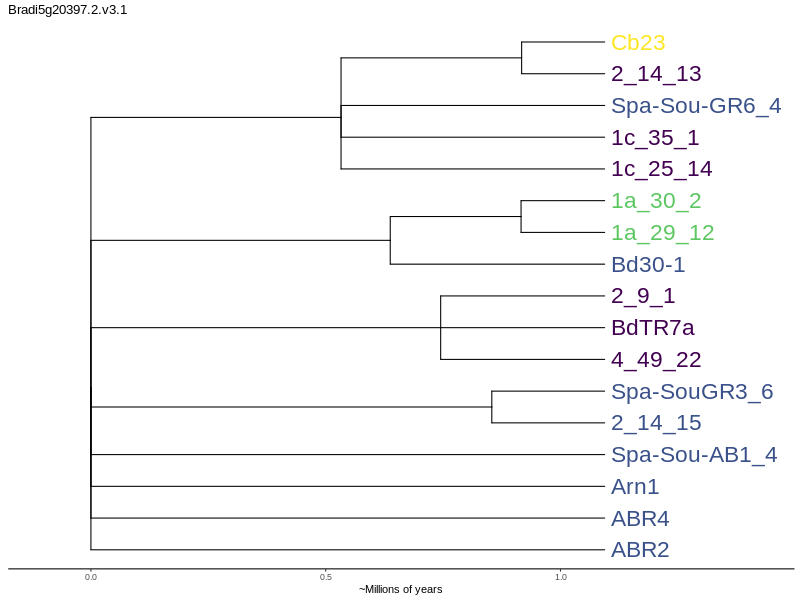 Bradi5g20397.2.v3.1
Cb23
2_14_13
Spa-Sou-GR6_4
1c_35_1
1c_25_14
1a_30_2
1a_29_12
Bd30-1
2_9_1
BdTR7a
4_49_22
Spa-SouGR3_6
2_14_15
Spa-Sou-AB1_4
Arn1
ABR4
ABR2
0.0 0.5 1.0
~Millions of years